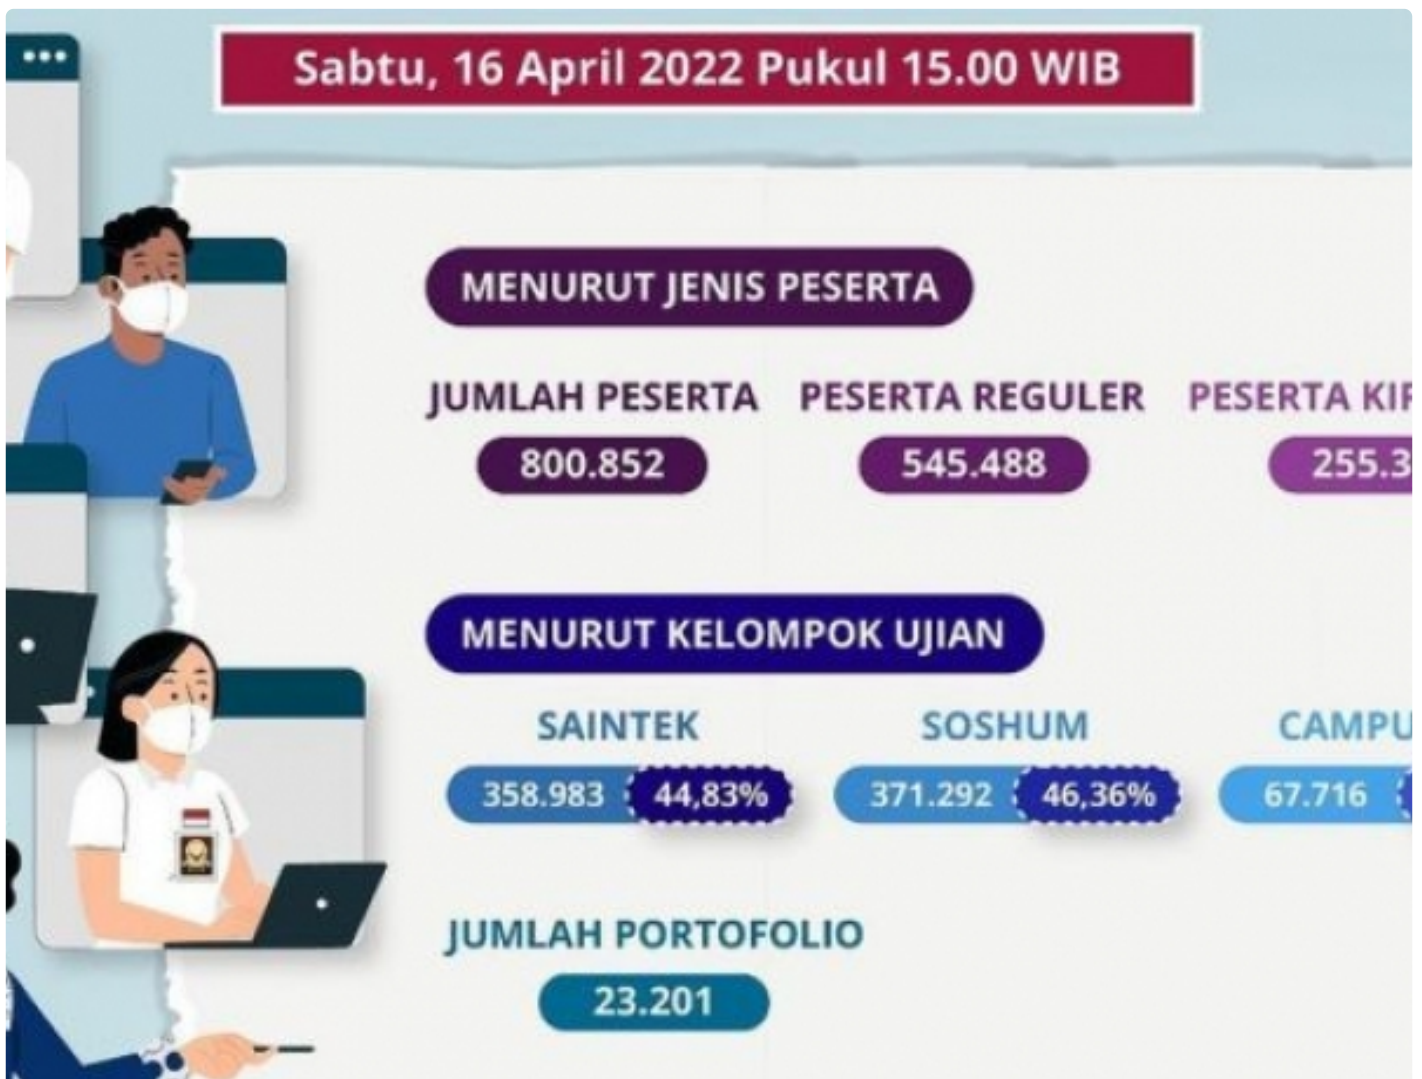 Sabtu, 16 April 2022 Pukul 15.00 WIB
MENURUT JENIS PESERTA
JUMLAH PESERTA PESERTA REGULER PESERTA
800.852 545.488
MENURUT KELOMPOK UJIAN
SAINTEK SOSHUM
358.983 44,83% 371.292 46,36% 67.716
JUMLAH PORTOFOLIO
23.201